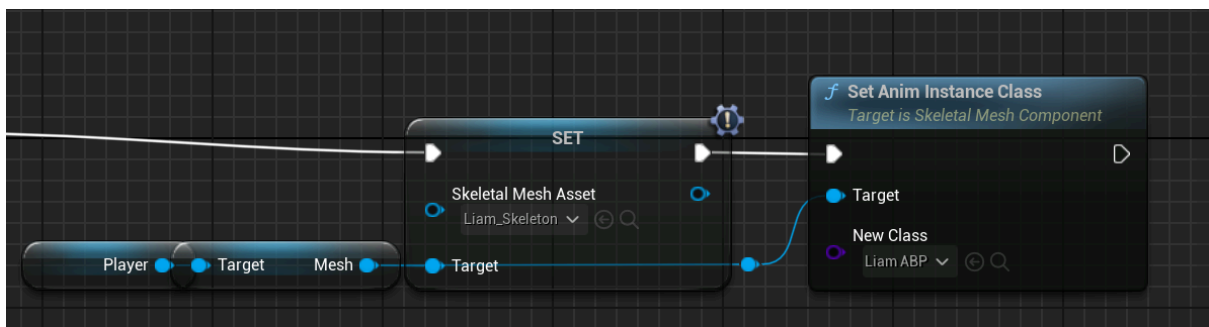 Player
Target
Mesh
SET
Skeletal Mesh Asset
Liam_Skeleton
Target
f Set Anim Instance Class
Target is Skeletal Mesh Component
Target
New Class
Liam ABP